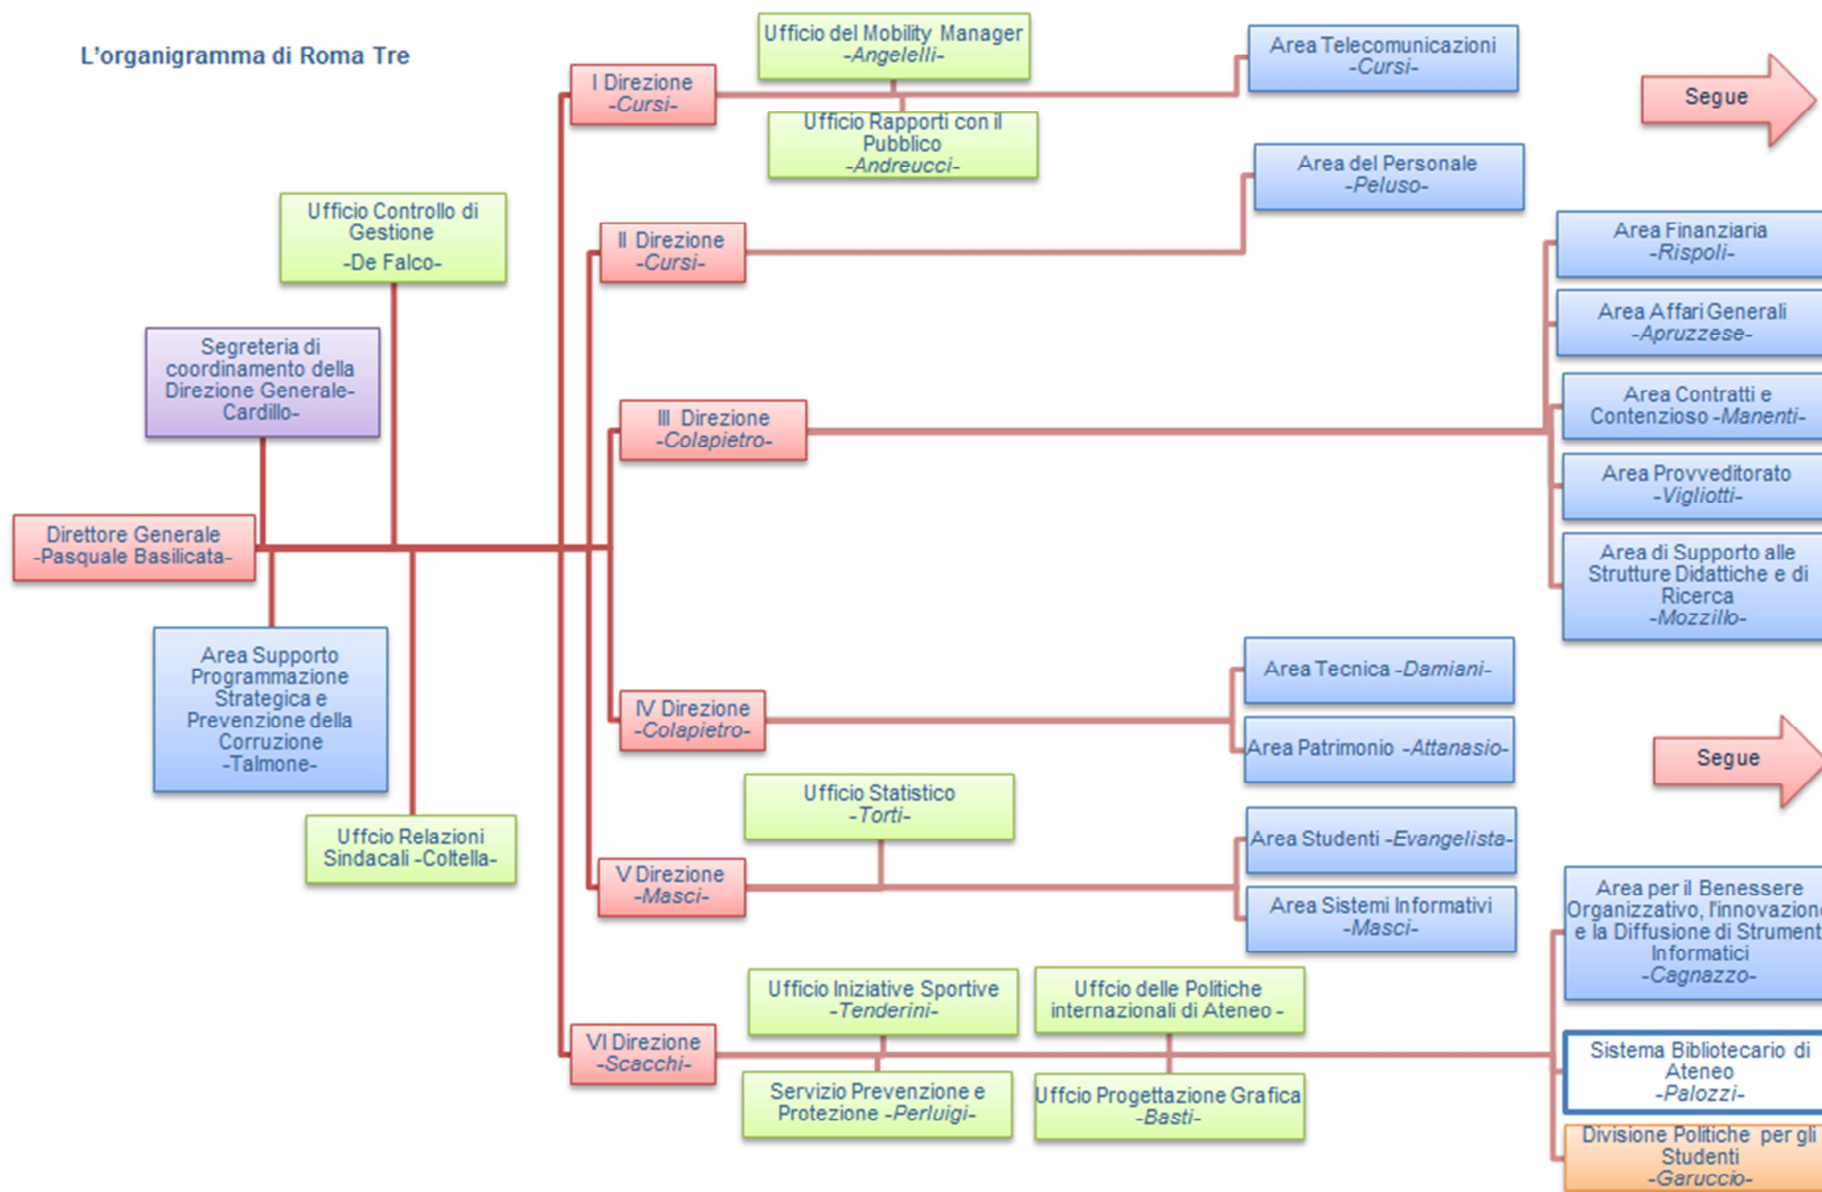 L'organigramma di Roma Tre
Ufficio del Mobility Manager
-Angelelli-
Area Telecomunicazioni
-Cursi-
Segue
I Direzione
-Cursi-
Ufficio Rapporti con il
Pubblico
-Andreucci-
Area del Personale
-Peluso-
Ufficio Controllo di
Gestione
-De Falco-
II Direzione
-Cursi-
Area Finanziaria
-Rispoli-
Area Affari Generali
-Apruzzese-
Segreteria di
coordinamento della
Direzione Generale-
Cardillo-
III Direzione
-Colapietro-
Area Contratti e
Contenzioso -Manenti-
Area Provveditorato
-Vigliotti-
Direttore Generale
-Pasquale Basilicata-
Area di Supporto alle
Strutture Didattiche e di
Ricerca
-Mozzillo-
Area Supporto
Programmazione
Strategica e
Prevenzione della
Corruzione
-Talmone-
Area Tecnica -Damiani-
IV Direzione
-Colapietro-
Area Patrimonio -Attanasio-
Segue
Ufficio Statistico
-Torti-
Uffcio Relazioni
Sindacali -Coltella-
Area Studenti -Evangelista-
V Direzione
-Masci-
Area Sistemi Informativi
-Masci-
Area per il Benessere
Organizzativo, l'innovazione
e la Diffusione di Strument
Informatici
-Cagnazzo-
Ufficio Iniziative Sportive
-Tenderini-
Uffcio delle Politiche
internazionali di Ateneo -
VI Direzione
-Scacchi-
Sistema Bibliotecario di
Ateneo
-Palozzi-
Servizio Prevenzione e
Protezione -Perluigi-
Uffcio Progettazione Grafica
-Basti-
Divisione Politiche per gli
Studenti
-Garuccio-